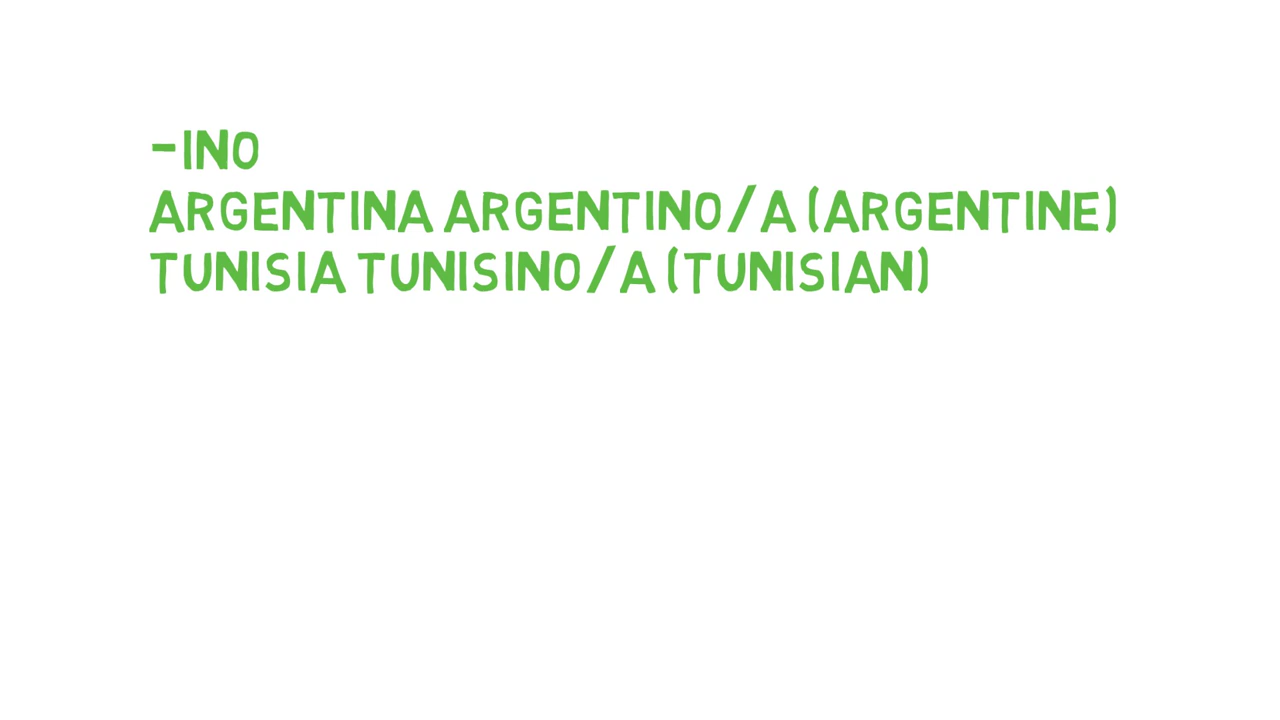 -INO
ARGENTINA ARGENTINO/A (ARGENTINE)
TUNISIA TUNISINO/A (TUNISIAN)